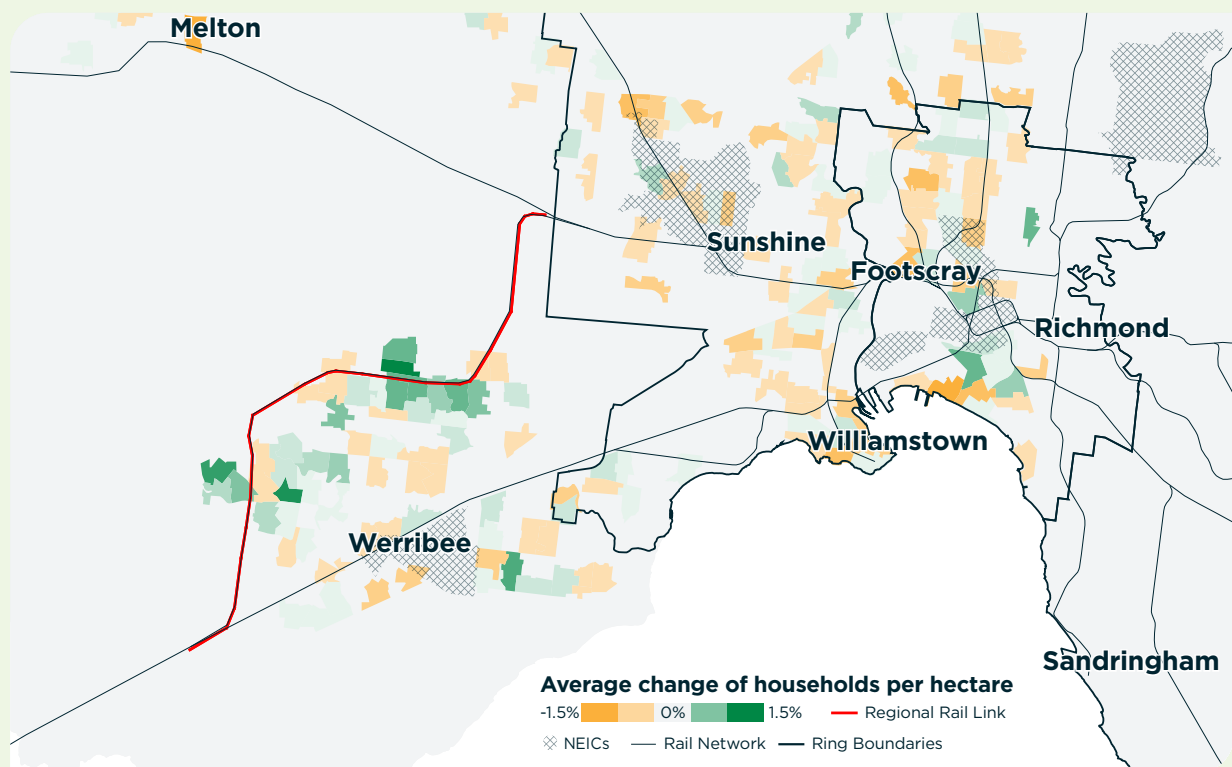 Melton
Sunshine
Footscray
Richmond
Williamstown
Werribee
Sandringham
Average change of households per hectare
-1.5% 0% 1.5% Regional Rail Link
NEICs Rail Network Ring Boundaries